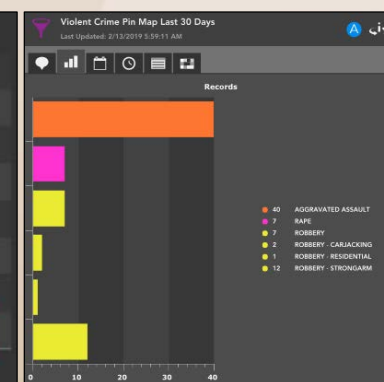 Violent Crime Pin Map Last 30 Days
Last Updated: 2/13/2019 5:59:11 AM
A
Records
40 AGGRAVATED ASSAULT
7 RAPE
7 ROBBERY
2 ROBBERY - CARJACKING
1 ROBBERY - RESIDENTIAL
12 ROBBERY - STRONGARM
0 10 20 30 40